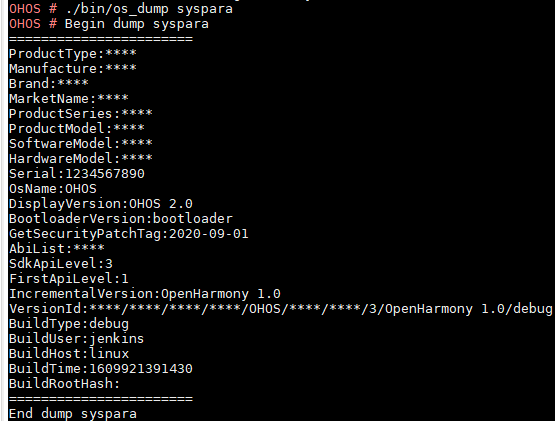 OHOS # ./bin/os_dump syspara
OHOS # Begin dump syspara
=======================
ProductType:****
Manufacture:****
Brand:****
MarketName:****
ProductSeries:****
ProductModel:****
SoftwareModel:****
HardwareModel:****
Serial:1234567890
OsName:OHOS
DisplayVersion:OHOS 2.0
BootloaderVersion:bootloader
GetSecurityPatchTag:2020-09-01
AbiList:****
SdkApiLevel:3
FirstApiLevel:1
IncrementalVersion:OpenHarmony 1.0
VersionId:****/****/****/****/OHOS/****/****/3/OpenHarmony 1.0/debug
BuildType:debug
BuildUser:jenkins
BuildHost:linux
BuildTime:1609921391430
BuildRootHash:
=======================
End dump syspara